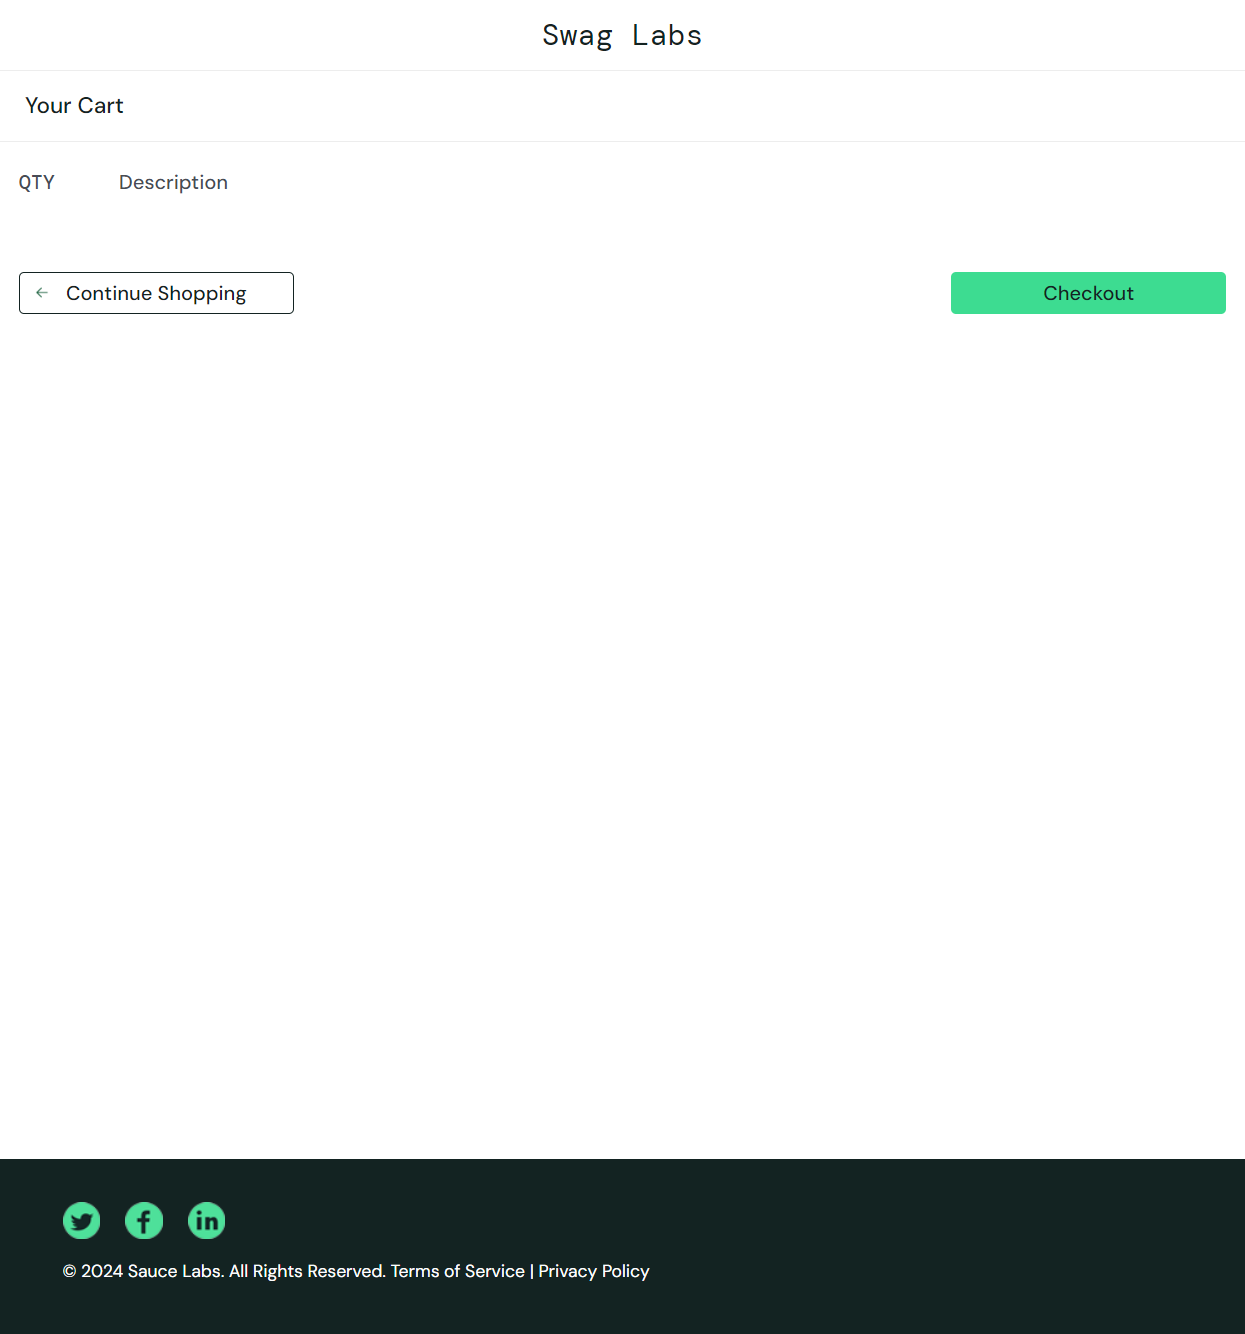 Swag Labs
Your Cart
QTY Description
Continue Shopping Checkout
© 2024 Sauce Labs. All Rights Reserved. Terms of Service | Privacy Policy